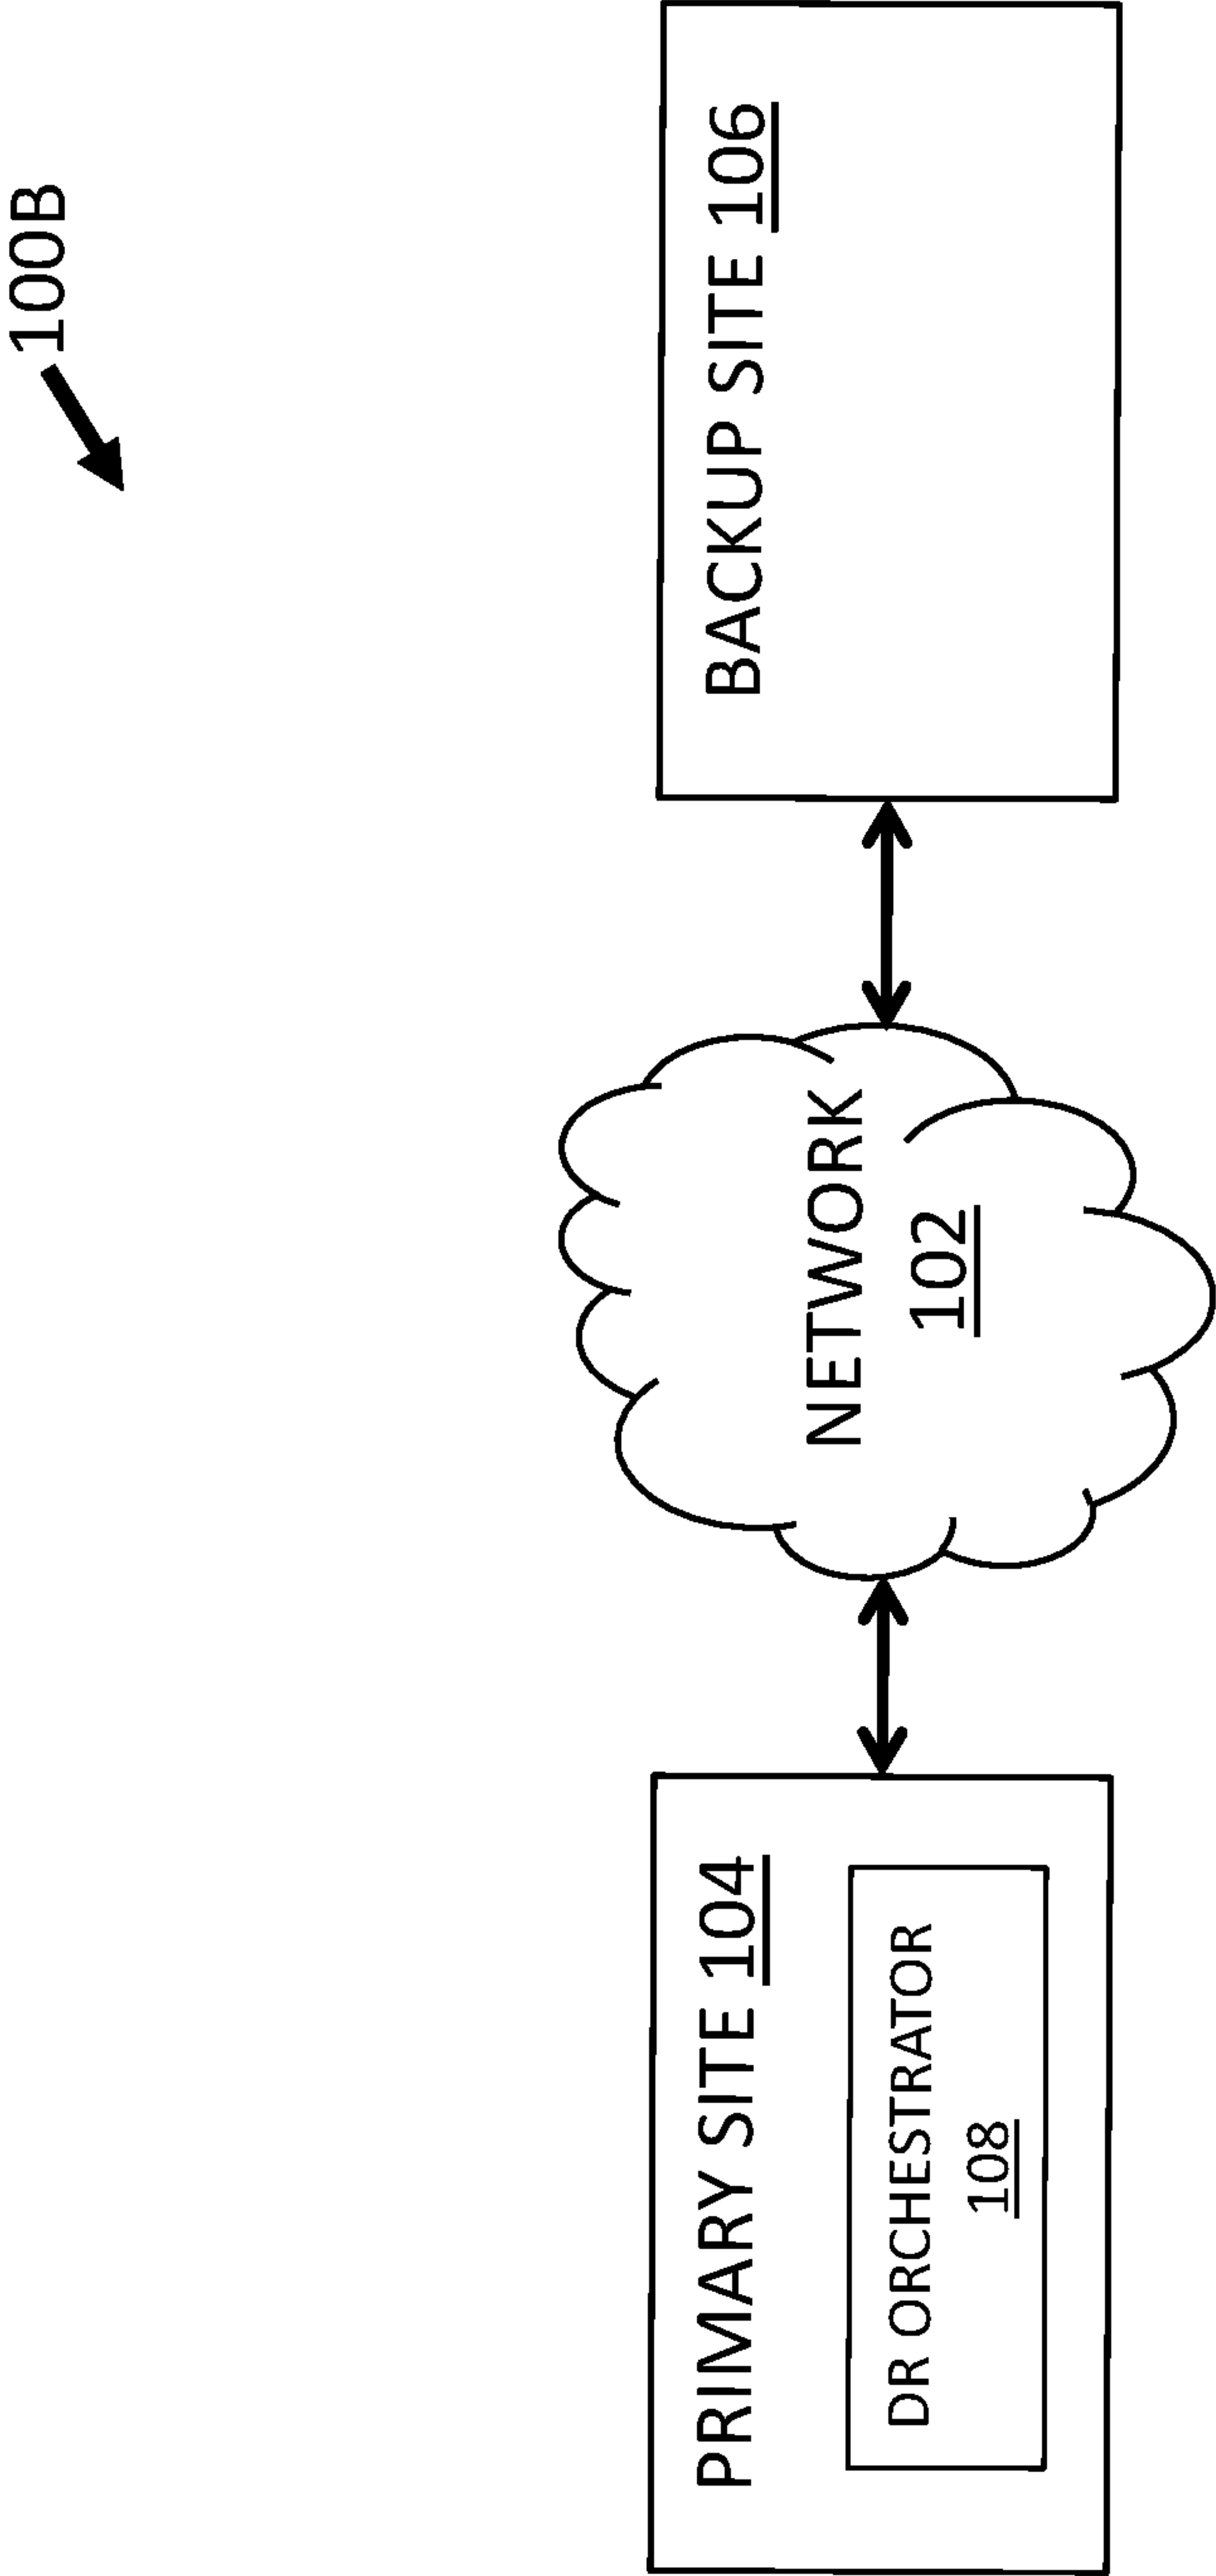 100B
PRIMARY SITE 104
DR ORCHESTRATOR
108
NETWORK
102
BACKUP SITE 106